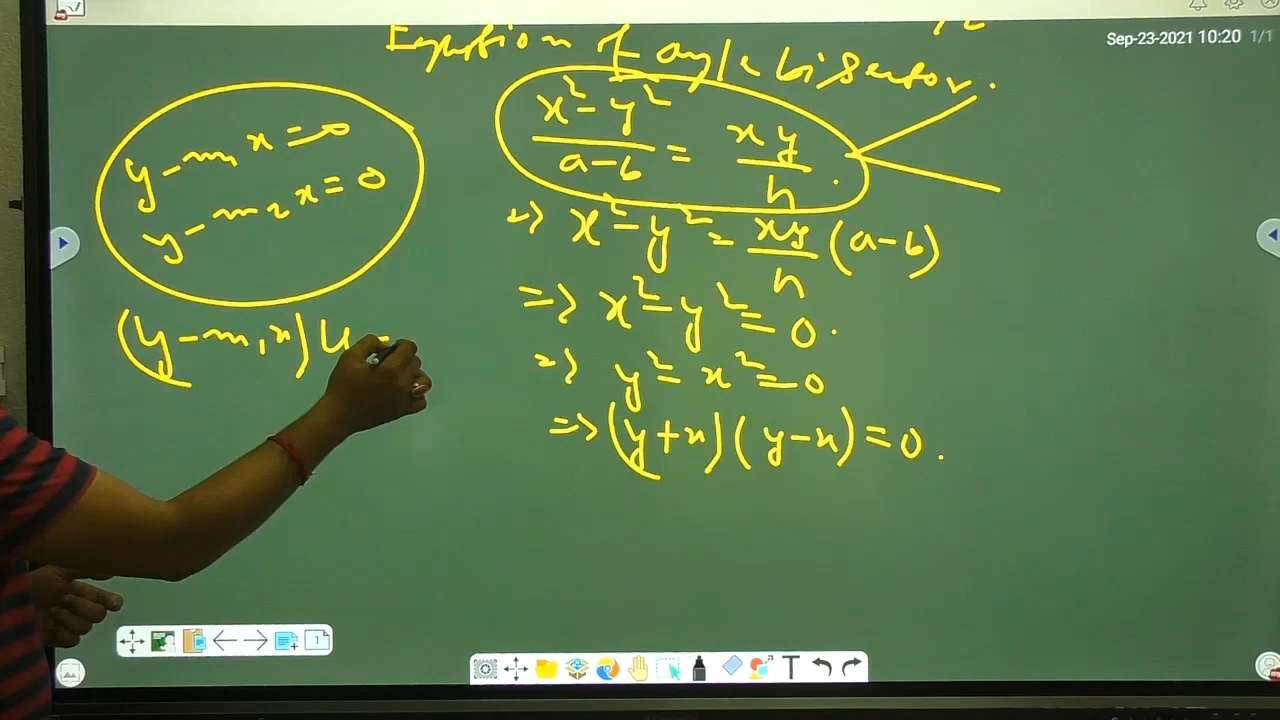 Sep-23-2021 10:20 1/1
Equation of angle bisector.
y-m₁x=0
y-m₂x=0
(y-m₁x)(y-
(x²-y²)/(a-b) = xy/h.
=> x²-y² = xy/h (a-b)
=> x²-y²=0.
=> y²-x²=0
=> (y+x)(y-x)=0.
1
T